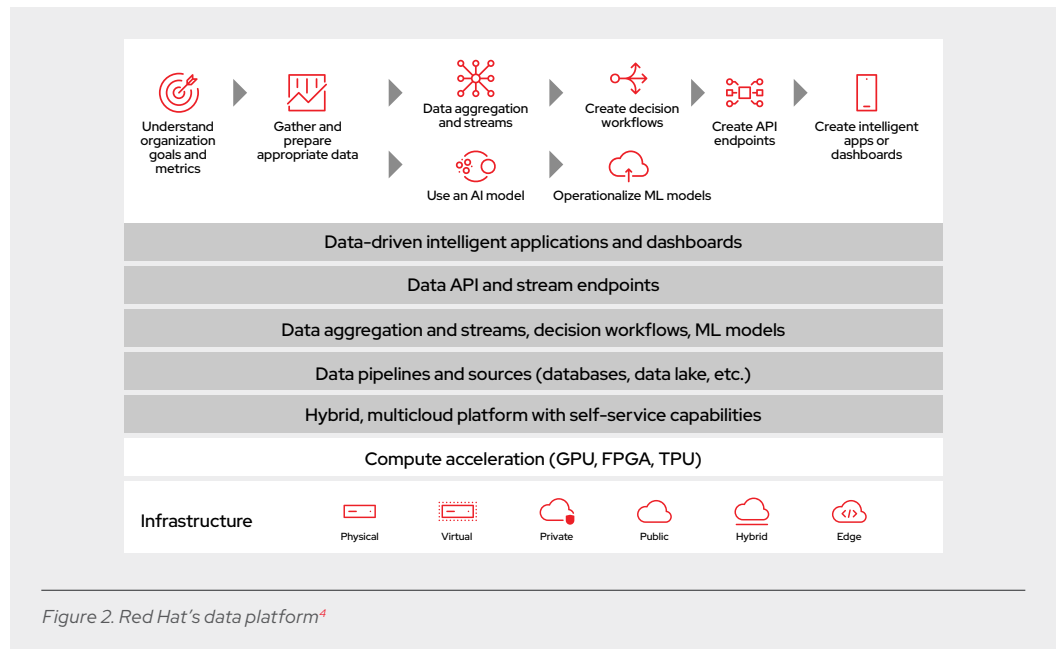 Understand
organization
goals and
metrics
Gather and
prepare
appropriate data
Data aggregation
and streams
Create decision
workflows
Create API
endpoints
Create intelligent
apps or
dashboards
Use an AI model
Operationalize ML models
Data-driven intelligent applications and dashboards
Data API and stream endpoints
Data aggregation and streams, decision workflows, ML models
Data pipelines and sources (databases, data lake, etc.)
Hybrid, multicloud platform with self-service capabilities
Compute acceleration (GPU, FPGA, TPU)
Infrastructure
Physical
Virtual
Private
Public
Hybrid
Edge
Figure 2. Red Hat's data platform⁴